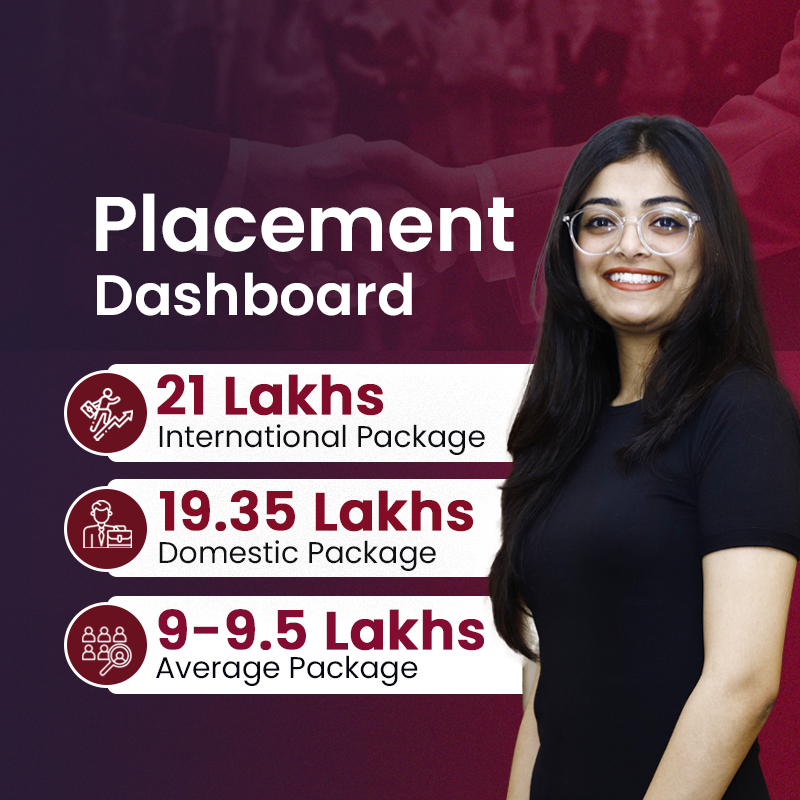 Placement
Dashboard
21 Lakhs
International Package
19.35 Lakhs
Domestic Package
9-9.5 Lakhs
Average Package